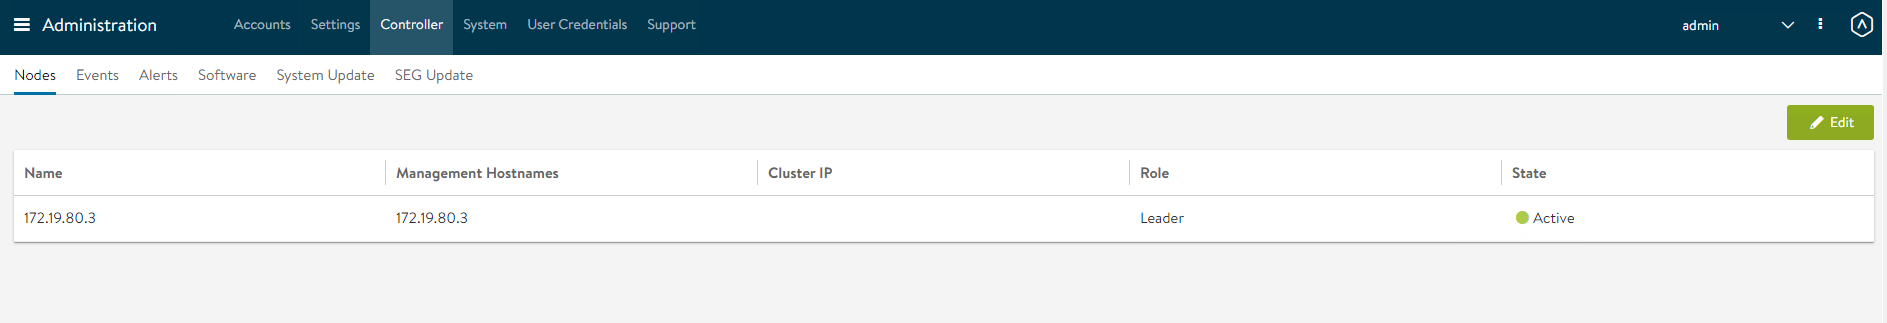 Administration Accounts Settings Controller System User Credentials Support admin
Nodes Events Alerts Software System Update SEG Update
Edit
Name Management Hostnames Cluster IP Role State
172.19.80.3 172.19.80.3 Leader Active